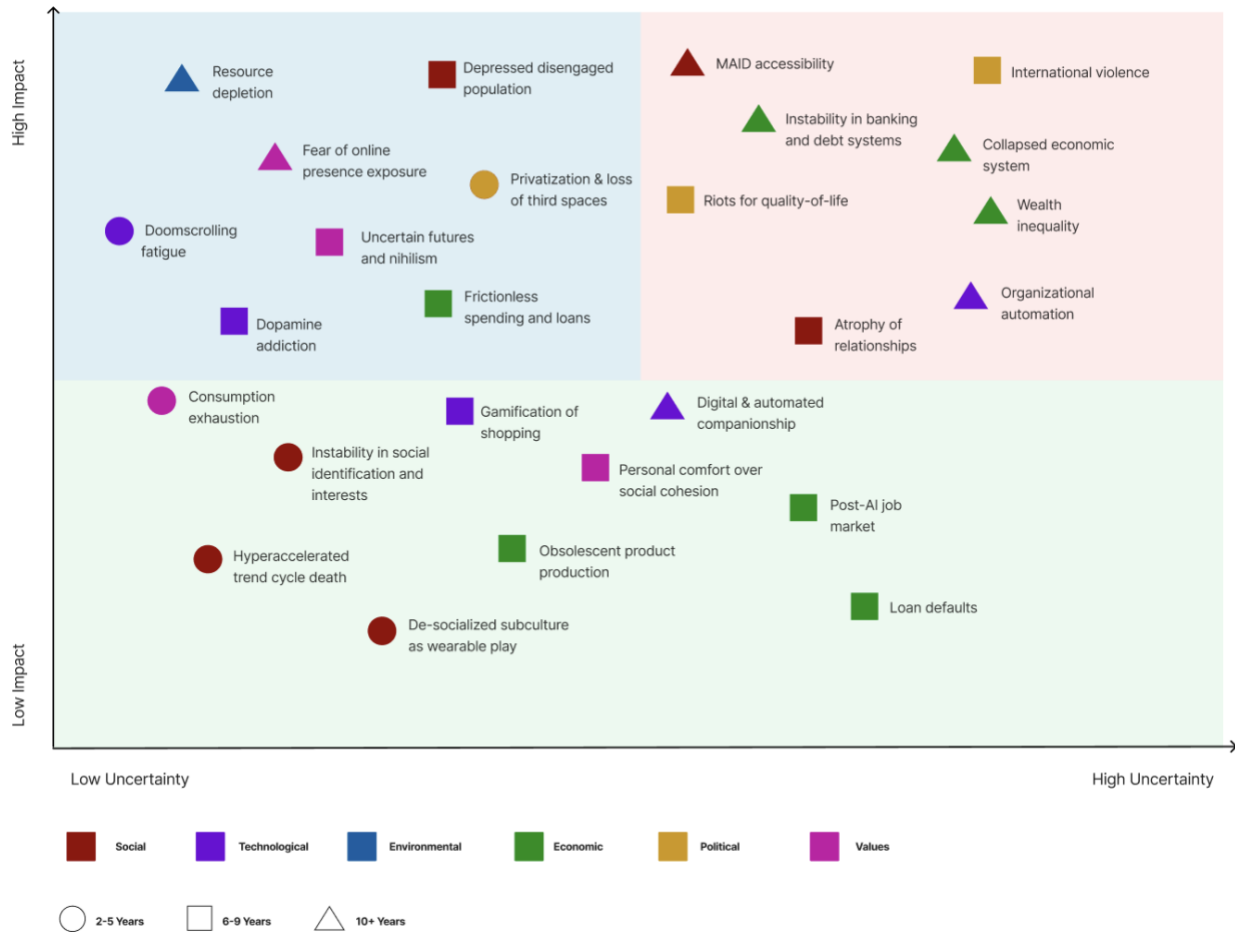 High Impact
Low Impact
Resource
depletion
Depressed disengaged
population
MAID accessibility
International violence
Instability in banking
and debt systems
Collapsed economic
system
Fear of online
presence exposure
Privatization & loss
of third spaces
Riots for quality-of-life
Wealth
inequality
Doomscrolling
fatigue
Uncertain futures
and nihilism
Frictionless
spending and loans
Organizational
automation
Dopamine
addiction
Atrophy of
relationships
Consumption
exhaustion
Gamification of
shopping
Digital & automated
companionship
Instability in social
identification and
interests
Personal comfort over
social cohesion
Post-AI job
market
Hyperaccelerated
trend cycle death
Obsolescent product
production
Loan defaults
De-socialized subculture
as wearable play
Low Uncertainty
High Uncertainty
Social
Technological
Environmental
Economic
Political
Values
2-5 Years
6-9 Years
10+ Years